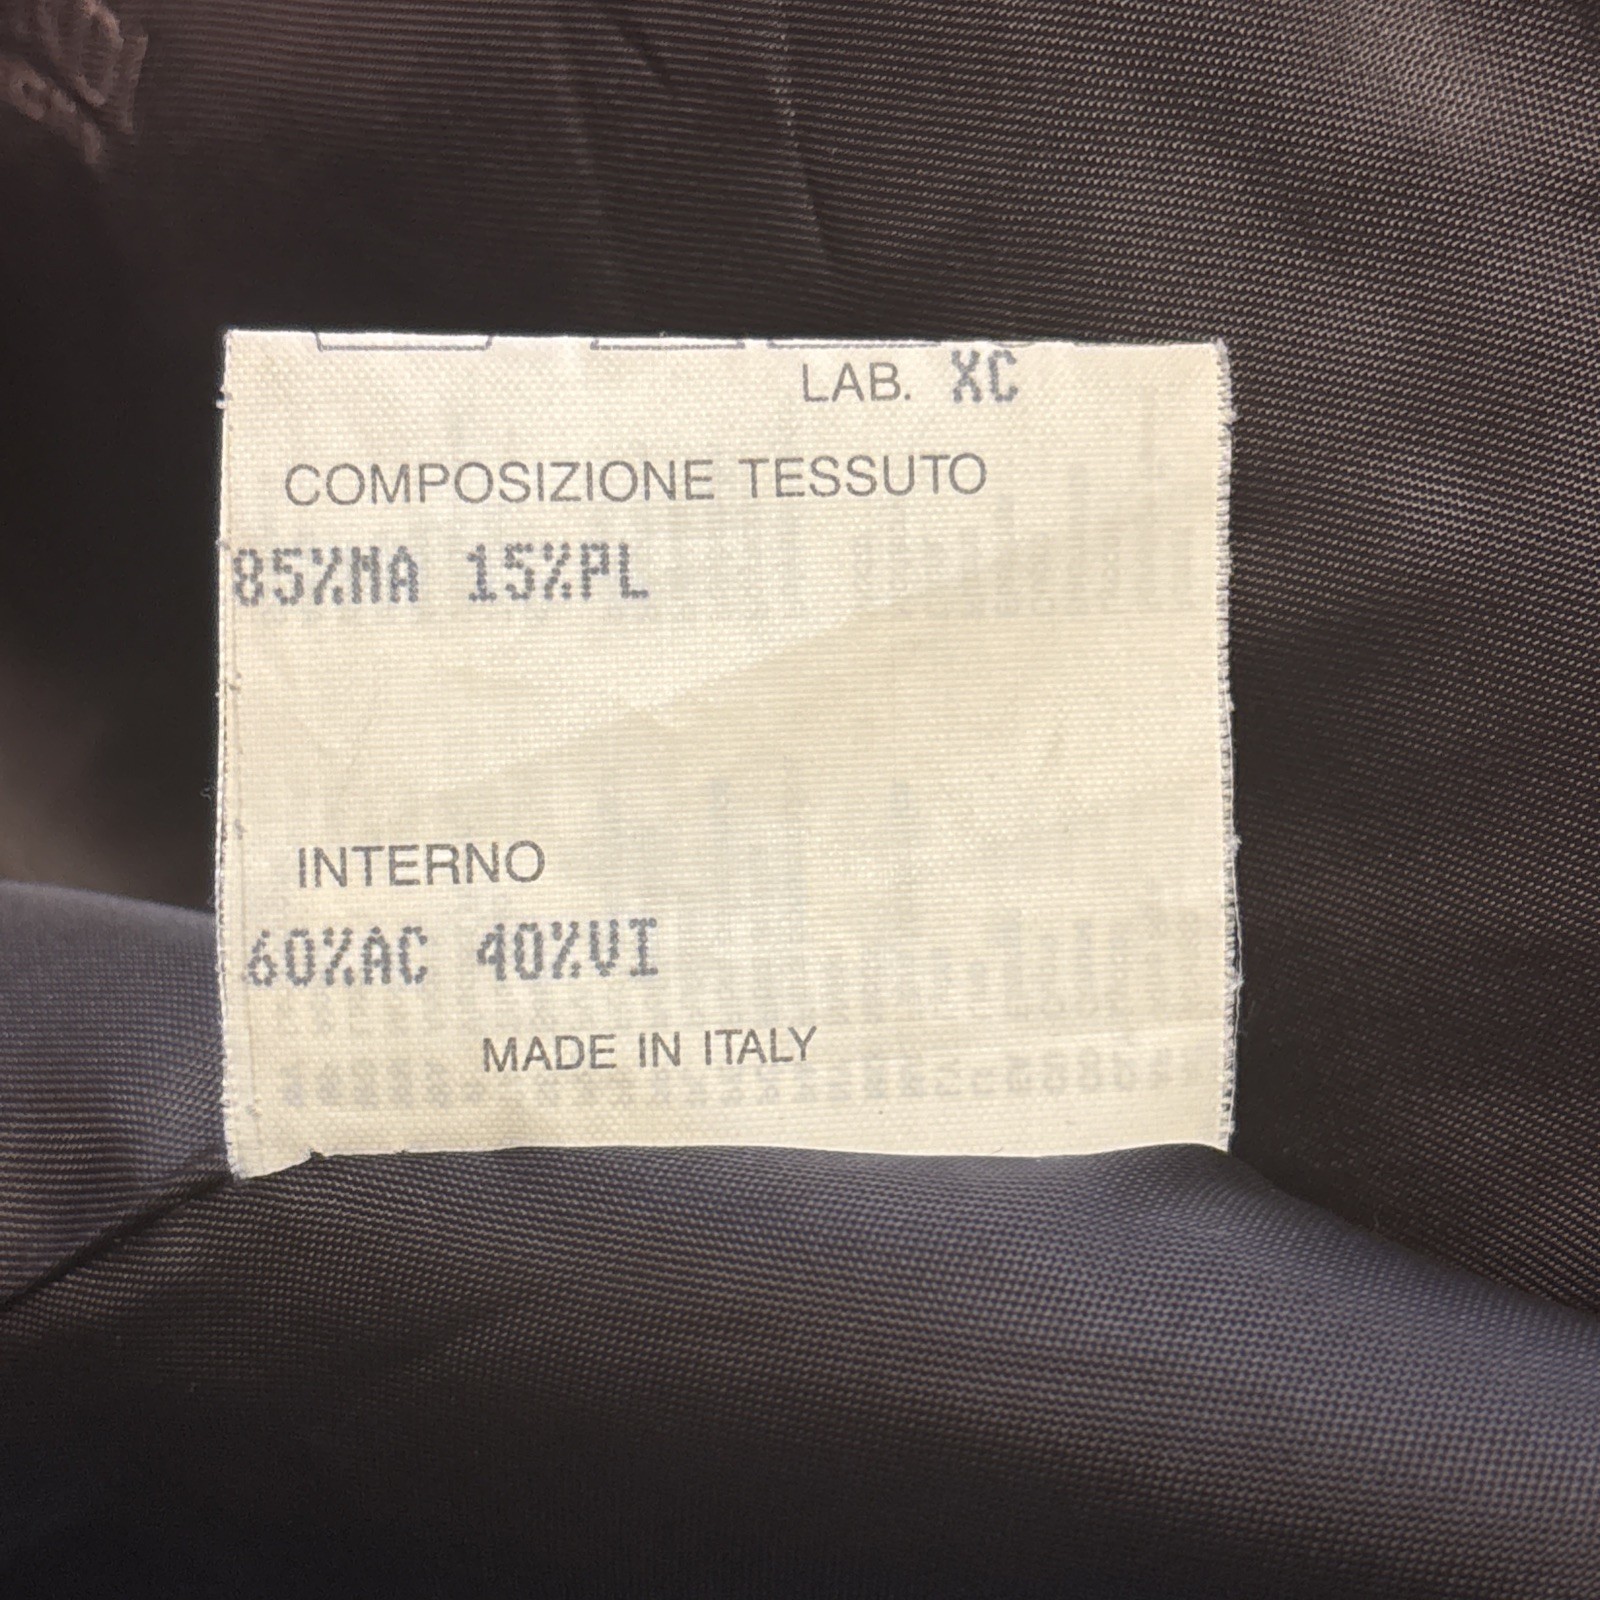 LAB. XC
COMPOSIZIONE TESSUTO
85%MA 15%PL
INTERNO
60%AC 40%VI
MADE IN ITALY